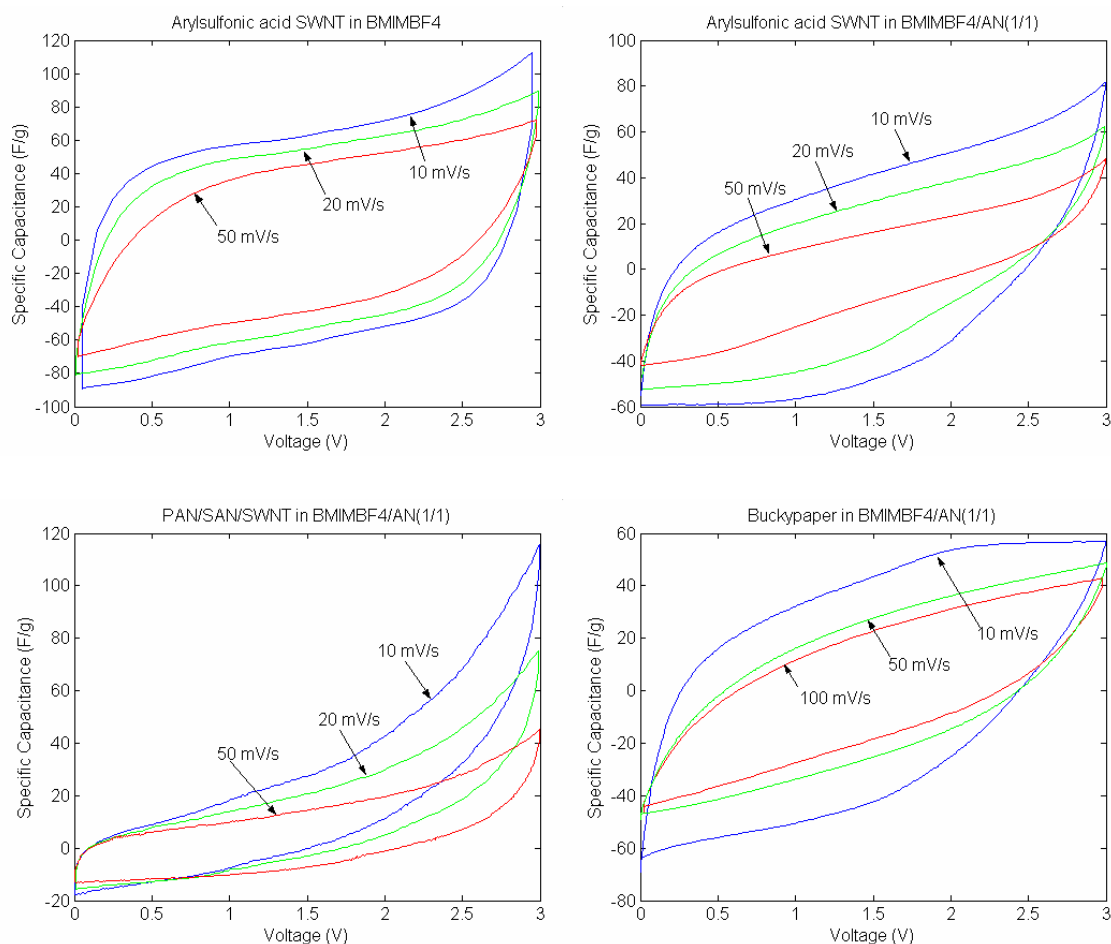 Arylsulfonic acid SWNT in BMIMBF4
120
100
80
60
40
20
0
-20
-40
-60
-80
-100
Specific Capacitance (F/g)
10 mV/s
20 mV/s
50 mV/s
0 0.5 1 1.5 2 2.5 3
Voltage (V)
Arylsulfonic acid SWNT in BMIMBF4/AN(1/1)
100
80
60
40
20
0
-20
-40
-60
Specific Capacitance (F/g)
10 mV/s
20 mV/s
50 mV/s
0 0.5 1 1.5 2 2.5 3
Voltage (V)
PAN/SAN/SWNT in BMIMBF4/AN(1/1)
120
100
80
60
40
20
0
-20
Specific Capacitance (F/g)
10 mV/s
20 mV/s
50 mV/s
0 0.5 1 1.5 2 2.5 3
Voltage (V)
Buckypaper in BMIMBF4/AN(1/1)
60
40
20
0
-20
-40
-60
-80
Specific Capacitance (F/g)
10 mV/s
50 mV/s
100 mV/s
0 0.5 1 1.5 2 2.5 3
Voltage (V)